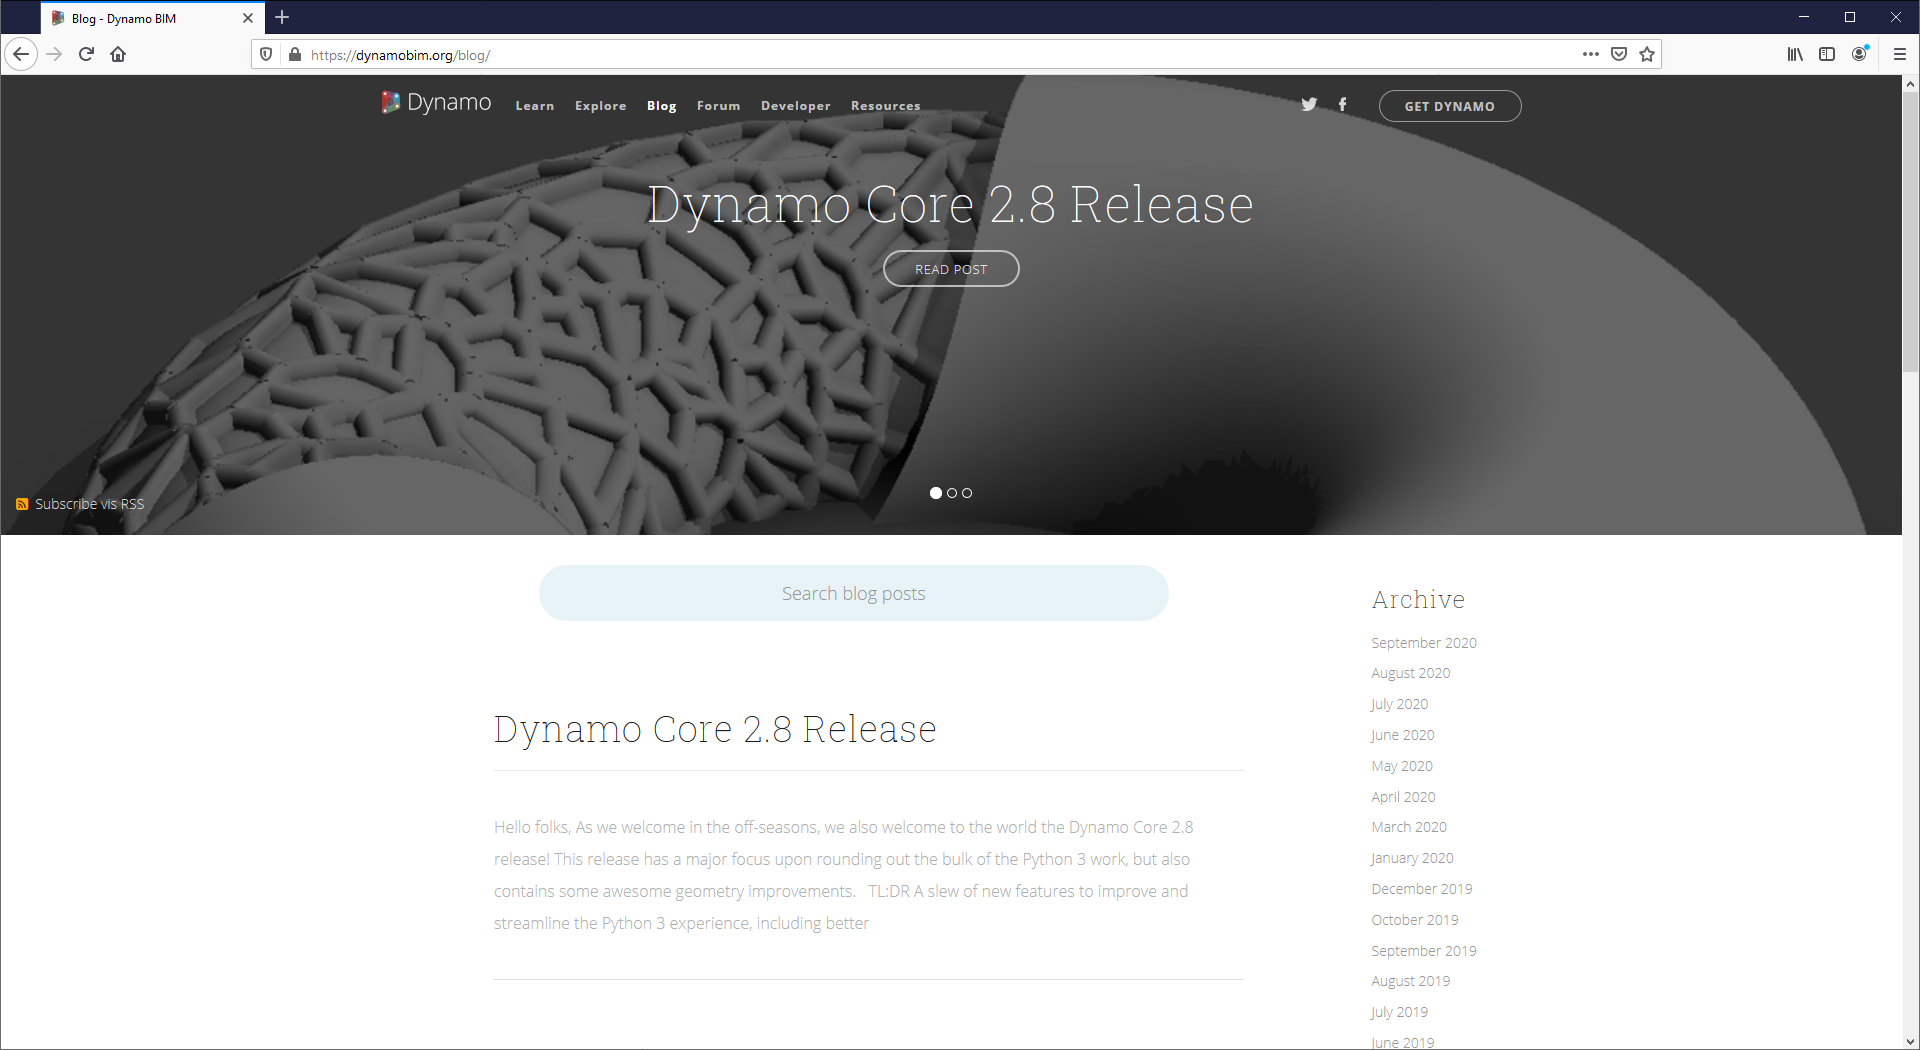 Blog - Dynamo BIM
https://dynamobim.org/blog/
Dynamo
Learn Explore Blog Forum Developer Resources
GET DYNAMO
Dynamo Core 2.8 Release
READ POST
Subscribe vis RSS
Search blog posts
Dynamo Core 2.8 Release
Hello folks, As we welcome in the off-seasons, we also welcome to the world the Dynamo Core 2.8
release! This release has a major focus upon rounding out the bulk of the Python 3 work, but also
contains some awesome geometry improvements.   TL:DR A slew of new features to improve and
streamline the Python 3 experience, including better
Archive
September 2020
August 2020
July 2020
June 2020
May 2020
April 2020
March 2020
January 2020
December 2019
October 2019
September 2019
August 2019
July 2019
June 2019